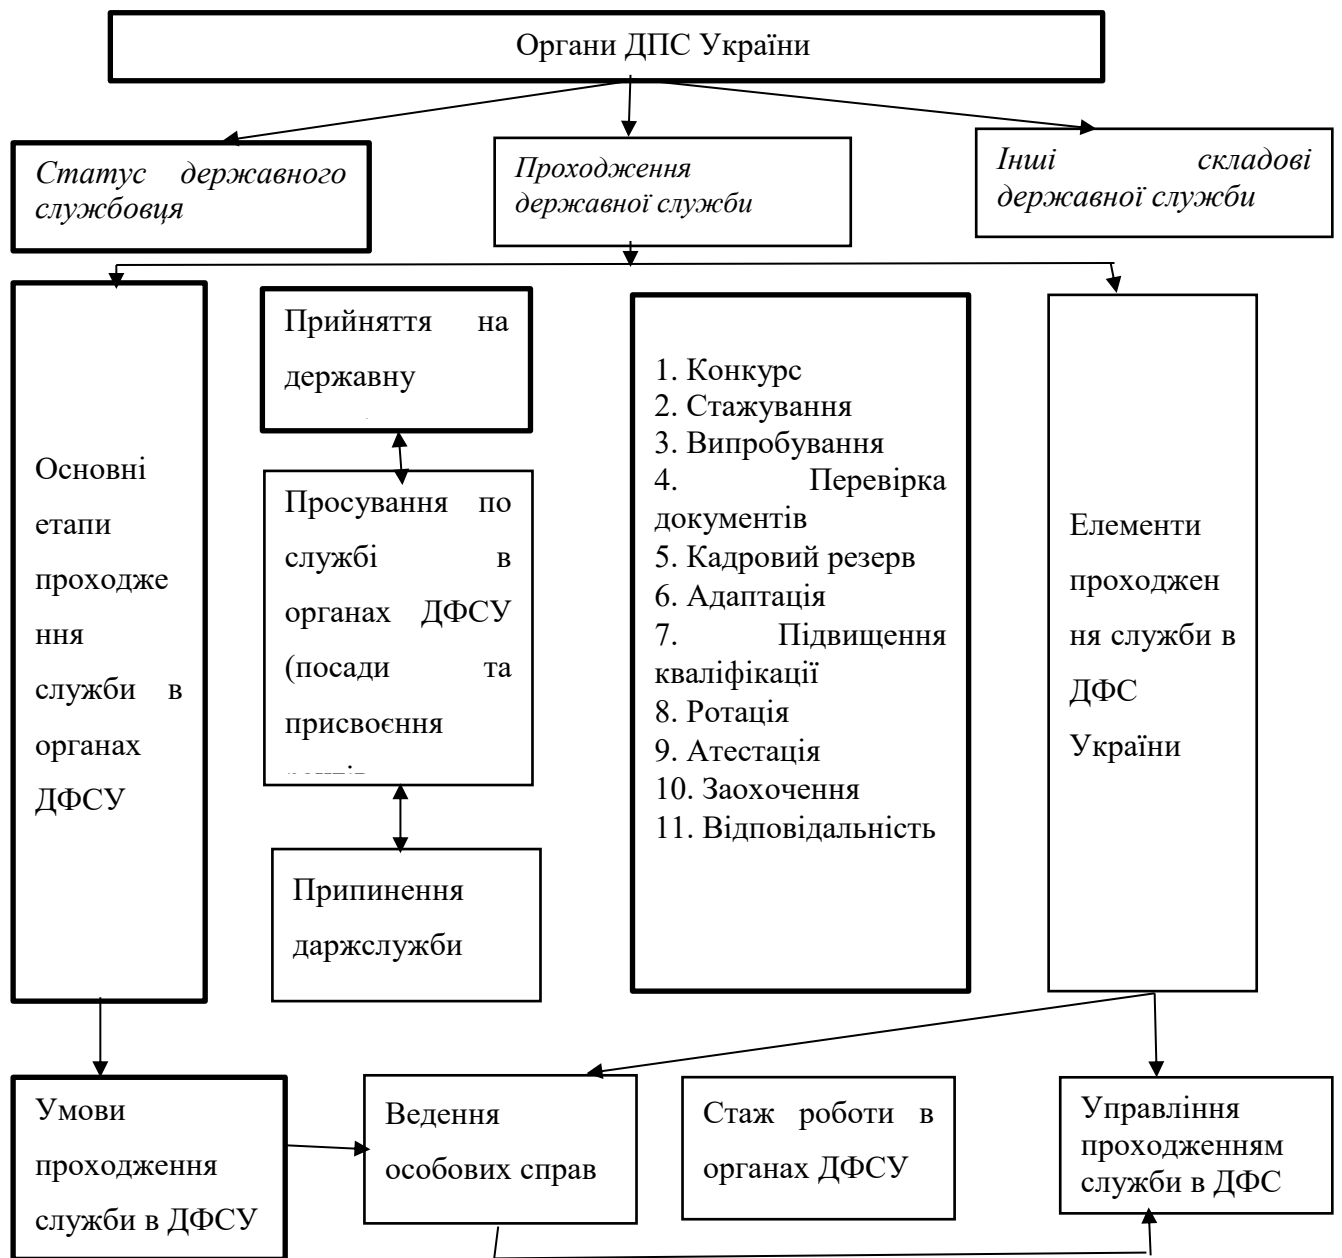 Органи ДПС України
Статус державного
службовця
Проходження
державної служби
Інші складові
державної служби
Основні
етапи
проходже
ння
служби в
органах
ДФСУ
Прийняття на
державну
Просування по
службі в
органах ДФСУ
(посади та
присвоєння
Припинення
даржслужби
1. Конкурс
2. Стажування
3. Випробування
4. Перевірка
документів
5. Кадровий резерв
6. Адаптація
7. Підвищення
кваліфікації
8. Ротація
9. Атестація
10. Заохочення
11. Відповідальність
Елементи
проходжен
ня служби в
ДФС
України
Умови
проходження
служби в ДФСУ
Ведення
особових справ
Стаж роботи в
органах ДФСУ
Управління
проходженням
служби в ДФС